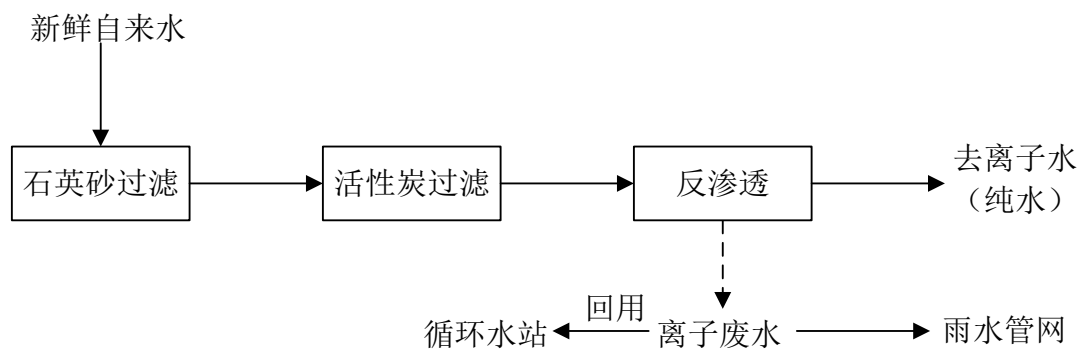 新鲜自来水
石英砂过滤
活性炭过滤
反渗透
去离子水
（纯水）
循环水站
回用
离子废水
雨水管网